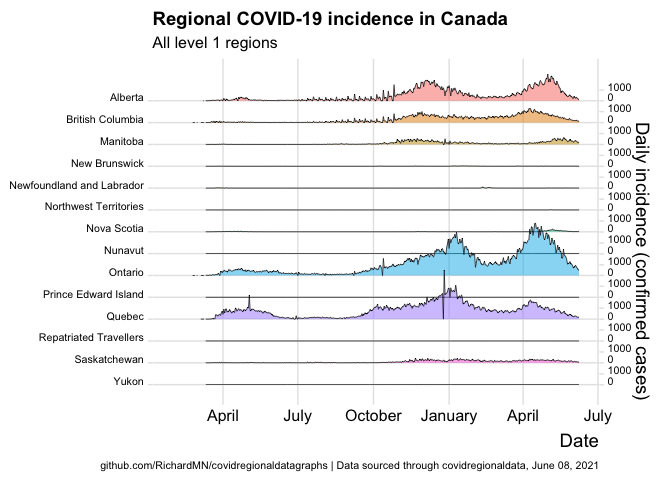 Regional COVID-19 incidence in Canada
All level 1 regions
Alberta
1000
0
British Columbia
1000
0
Manitoba
1000
0
New Brunswick
1000
0
Newfoundland and Labrador
1000
0
Northwest Territories
1000
0
Nova Scotia
1000
0
Nunavut
1000
0
Ontario
1000
0
Prince Edward Island
1000
0
Quebec
1000
0
Repatriated Travellers
1000
0
Saskatchewan
1000
0
Yukon
1000
0
Daily incidence (confirmed cases)
April July October January April July
Date
github.com/RichardMN/covidregionaldatagraphs | Data sourced through covidregionaldata, June 08, 2021